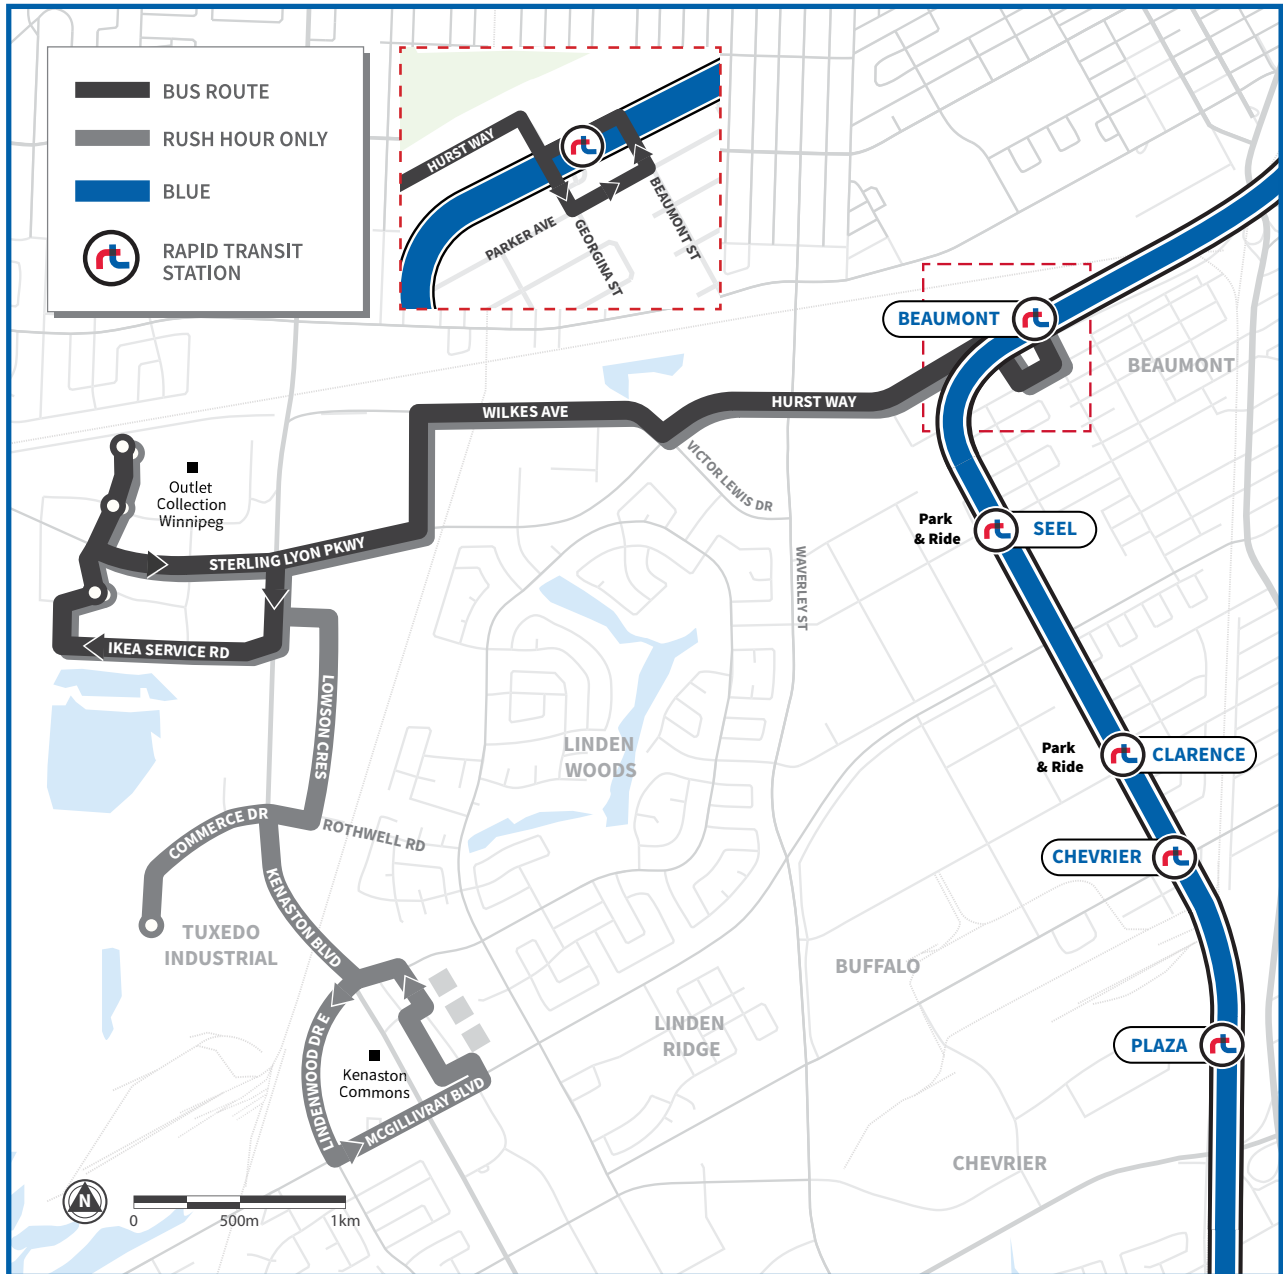 BUS ROUTE
RUSH HOUR ONLY
BLUE
RAPID TRANSIT
STATION
HURST WAY
PARKER AVE
GEORGINA ST
BEAUMONT ST
BEAUMONT
BEAUMONT
WILKES AVE
HURST WAY
VICTOR LEWIS DR
Outlet
Collection
Winnipeg
STERLING LYON PKWY
Park
& Ride
SEEL
WAVERLEY ST
IKEA SERVICE RD
LOWSON CRES
LINDEN
WOODS
Park
& Ride
CLARENCE
COMMERCE DR
ROTHWELL RD
CHEVRIER
KENASTON BLVD
TUXEDO
INDUSTRIAL
BUFFALO
LINDEN
RIDGE
PLAZA
LINDENWOOD DR E
Kenaston
Commons
MCGILLIVRAY BLVD
CHEVRIER
N
0
500m
1km